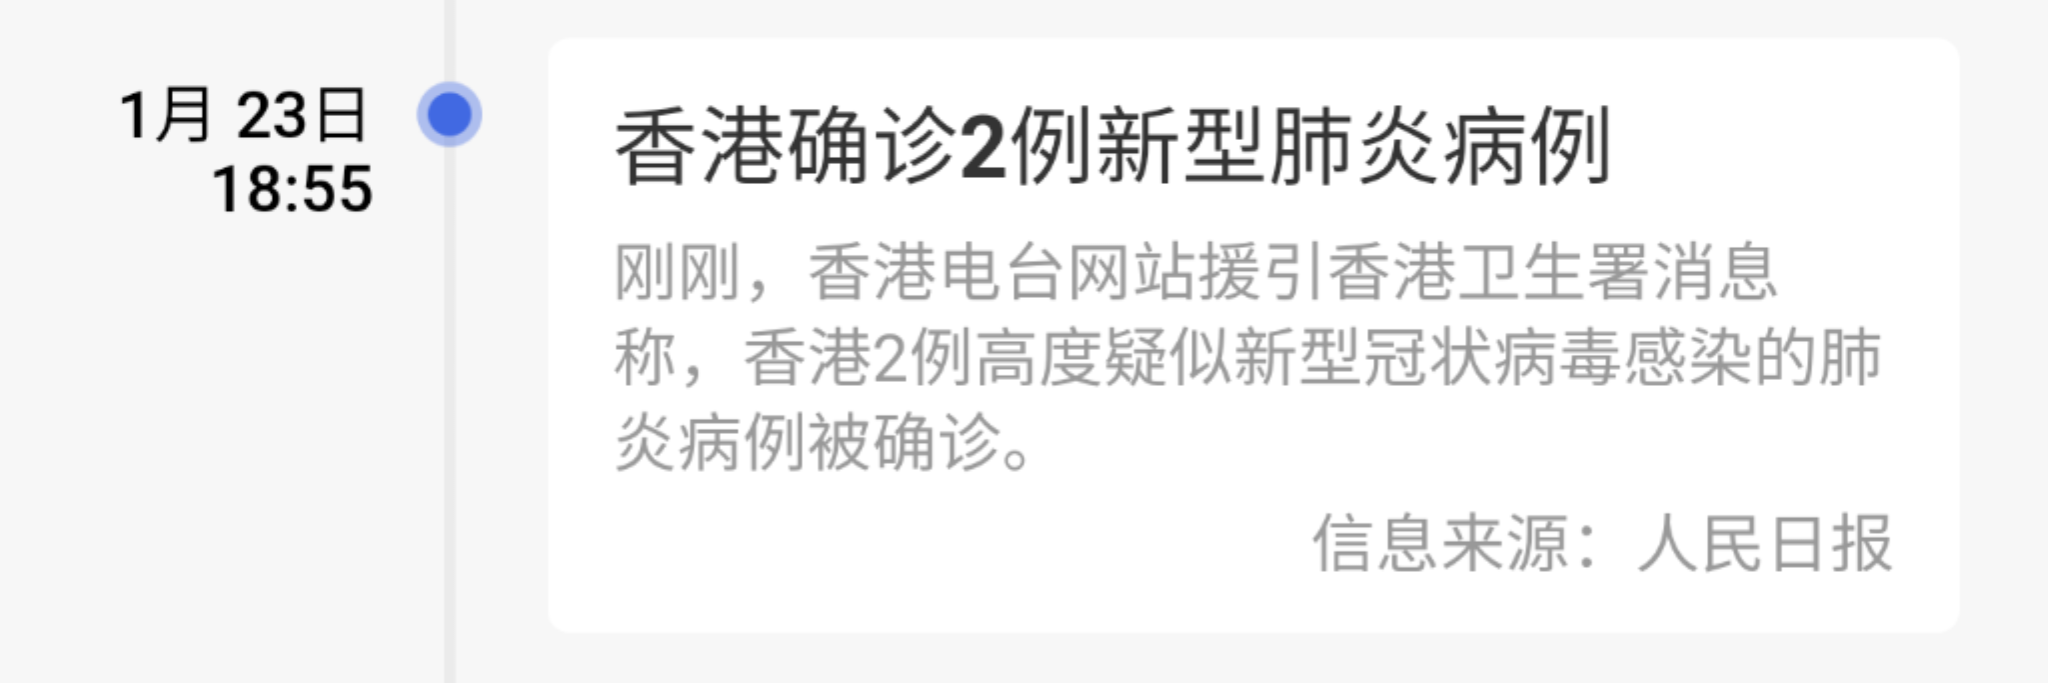 1月 23日
18:55
香港确诊2例新型肺炎病例
刚刚，香港电台网站援引香港卫生署消息
称，香港2例高度疑似新型冠状病毒感染的肺
炎病例被确诊。
信息来源：人民日报